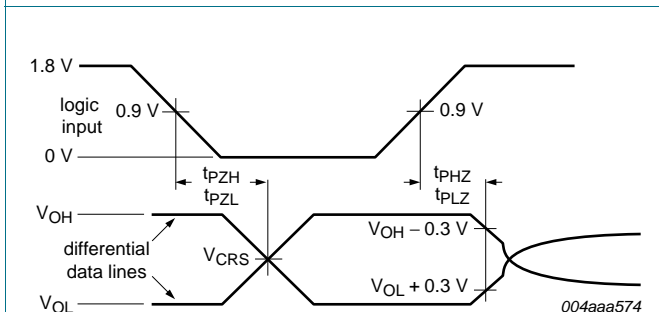 1.8 V
logic
input
0.9 V
0.9 V
0 V
tPZH
tPZL
tPHZ
tPLZ
VOH
VOH − 0.3 V
differential
data lines
VCRS
VOL + 0.3 V
VOL
004aaa574